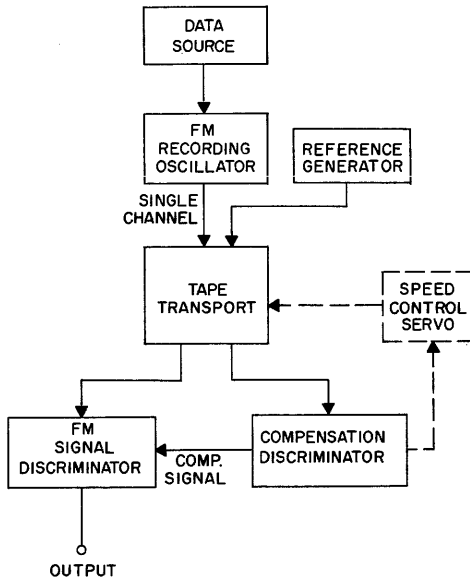 DATA
SOURCE
FM
RECORDING
OSCILLATOR
REFERENCE
GENERATOR
SINGLE
CHANNEL
TAPE
TRANSPORT
SPEED
CONTROL
SERVO
FM
SIGNAL
DISCRIMINATOR
COMP.
SIGNAL
COMPENSATION
DISCRIMINATOR
OUTPUT